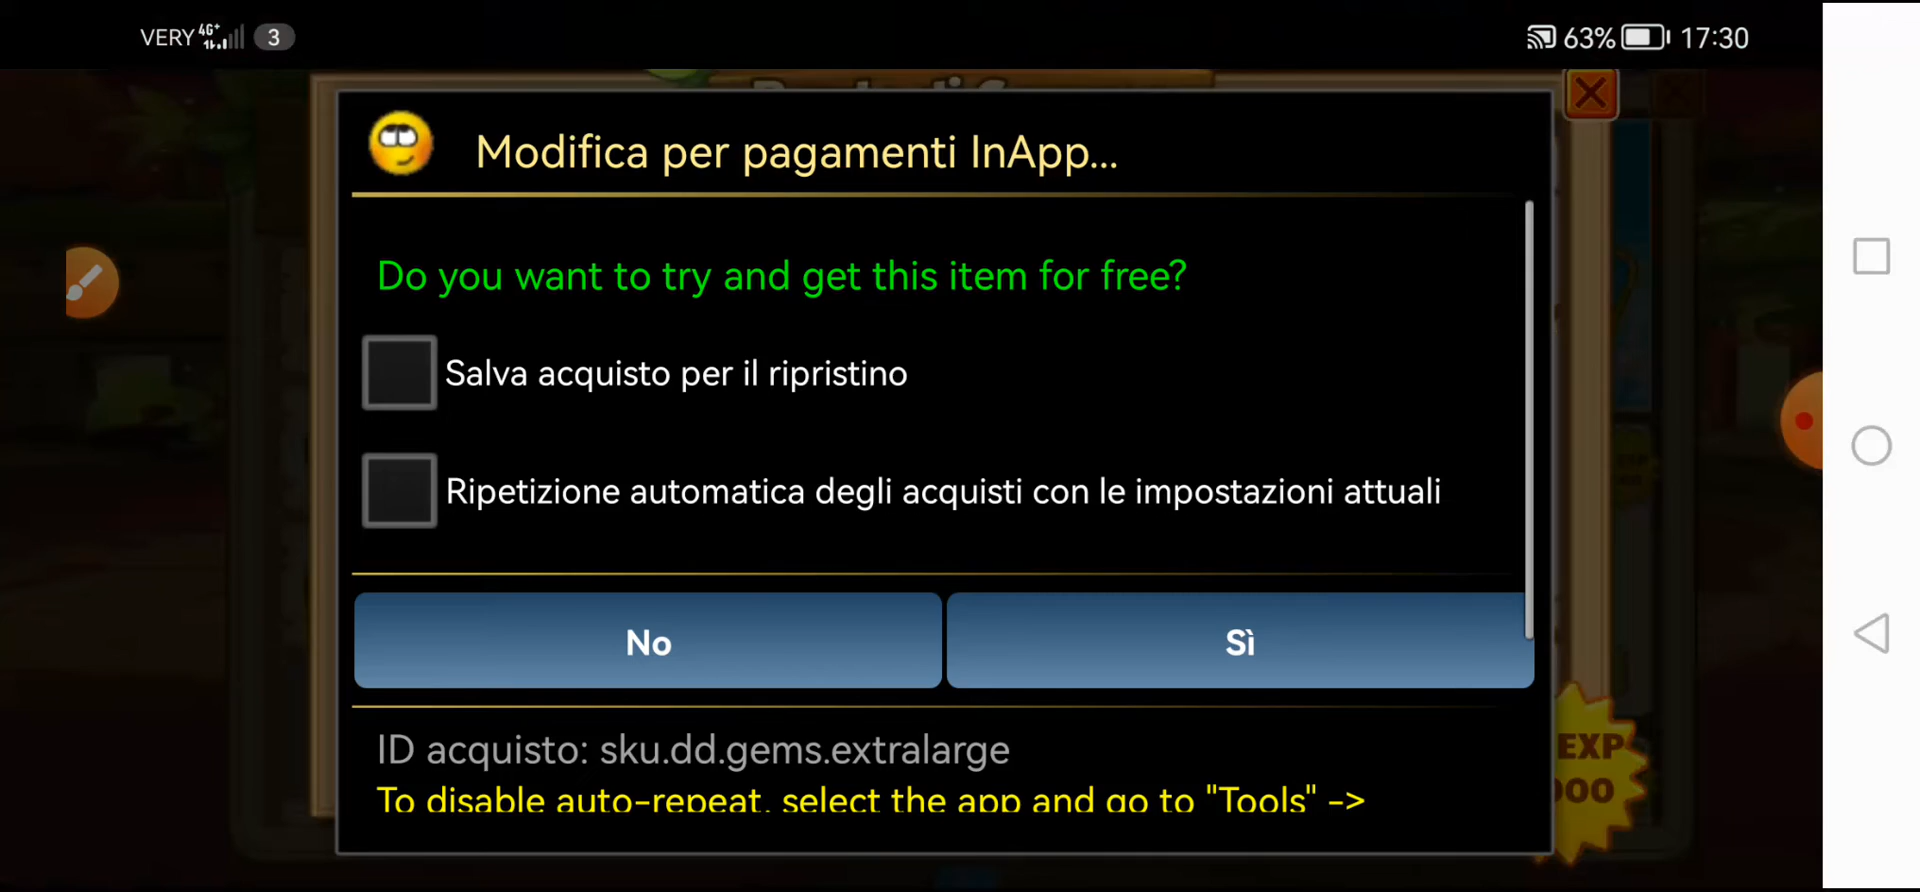 VERY 4G+ 3 63% 17:30
Modifica per pagamenti InApp...
Do you want to try and get this item for free?
Salva acquisto per il ripristino
Ripetizione automatica degli acquisti con le impostazioni attuali
No Sì
ID acquisto: sku.dd.gems.extralarge
EXP
To disable auto-repeat, select the app and go to "Tools" ->